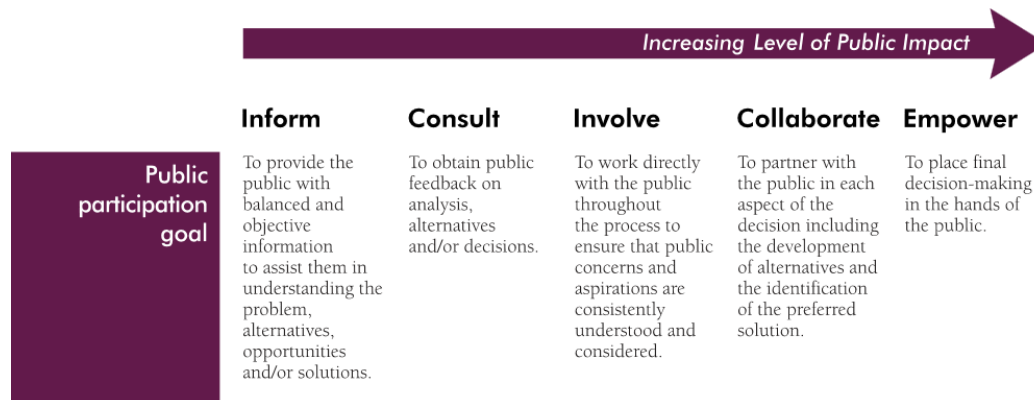 Increasing Level of Public Impact
Inform
Consult
Involve
Collaborate
Empower
Public
participation
goal
To provide the
public with
balanced and
objective
information
to assist them in
understanding the
problem,
alternatives,
opportunities
and/or solutions.
To obtain public
feedback on
analysis,
alternatives
and/or decisions.
To work directly
with the public
throughout
the process to
ensure that public
concerns and
aspirations are
consistently
understood and
considered.
To partner with
the public in each
aspect of the
decision including
the development
of alternatives and
the identification
of the preferred
solution.
To place final
decision-making
in the hands of
the public.